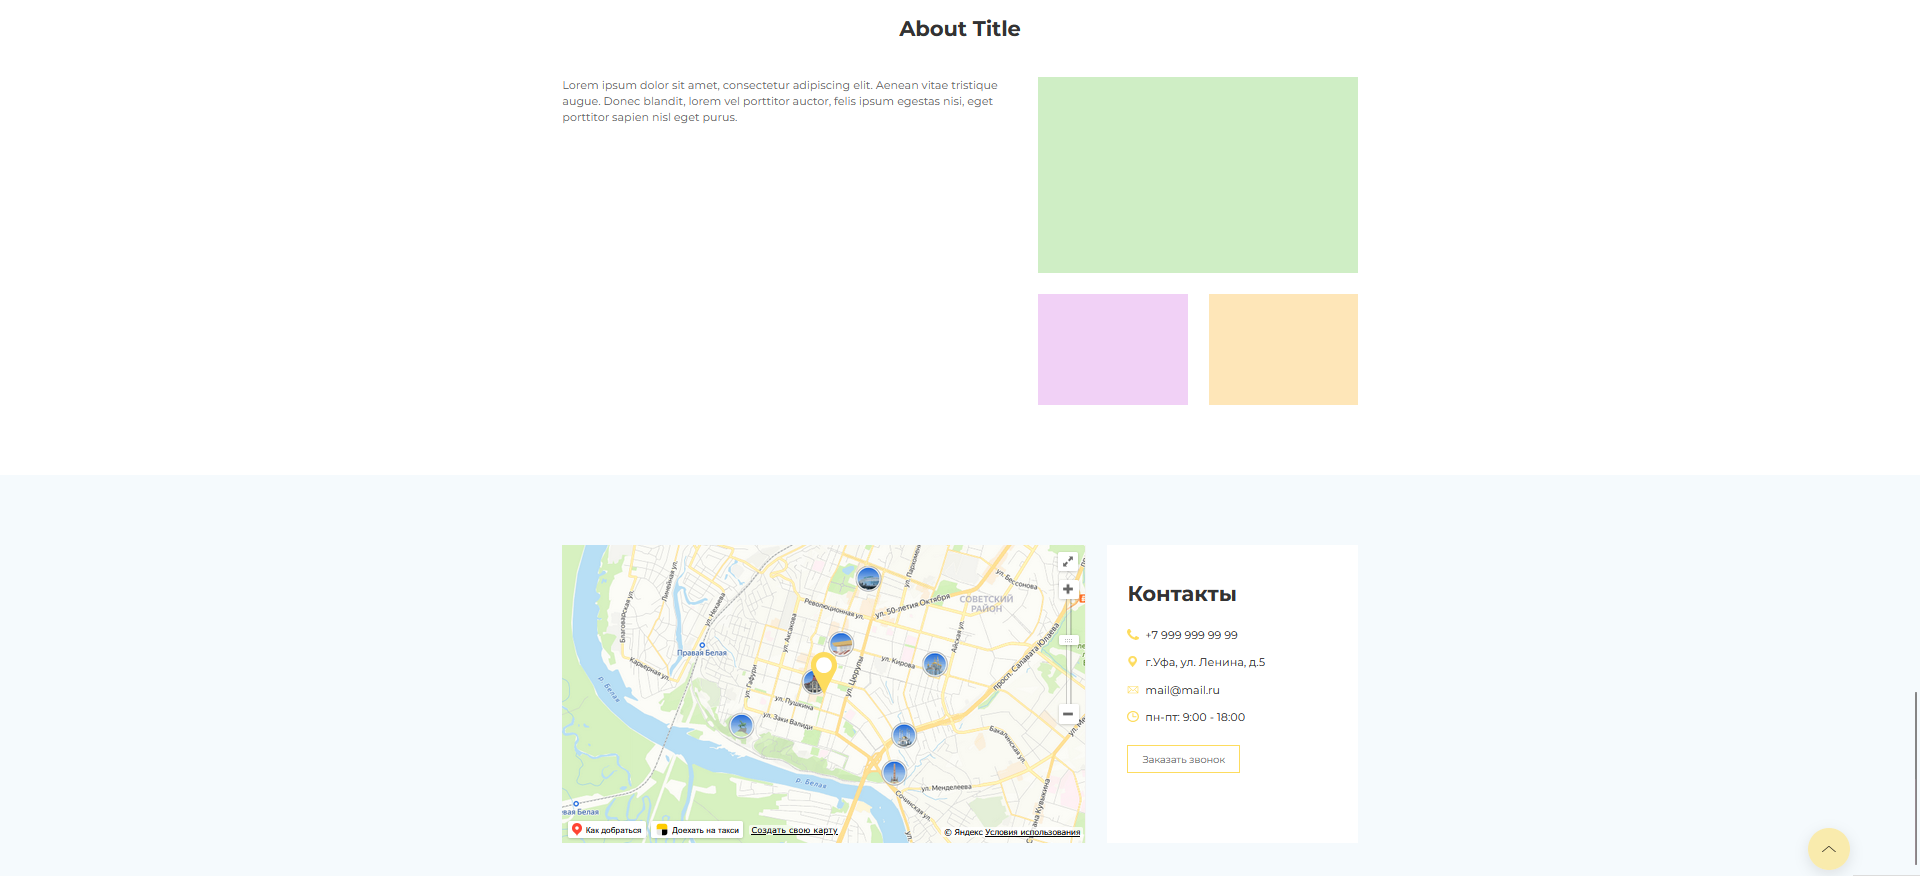 About Title
Lorem ipsum dolor sit amet, consectetur adipiscing elit. Aenean vitae tristique
augue. Donec blandit, lorem vel porttitor auctor, felis ipsum egestas nisi, eget
porttitor sapien nisl eget purus.
ул. Пархомен
Линейная ул.
ул. Нехаева
Благоварская ул.
ул. Бессонова
СОВЕТСКИЙ
РАЙОН
Революционная ул.
ул. 50-летия Октября
ул. Аксакова
Айская ул.
просп. Салавата Юлаева
Правая Белая
Карьерная ул.
ул. Кирова
ул. Цюрупы
ул. Гафури
р. Белая
ул. Пушкина
ул. Заки Валиди
Бакалинская ул.
р. Белая
ул. Менделеева
Сочинская ул.
вая Белая
Как добраться
Доехать на такси
Создать свою карту
© Яндекс Условия использования
Контакты
+7 999 999 99 99
г.Уфа, ул. Ленина, д.5
mail@mail.ru
пн-пт: 9:00 - 18:00
Заказать звонок